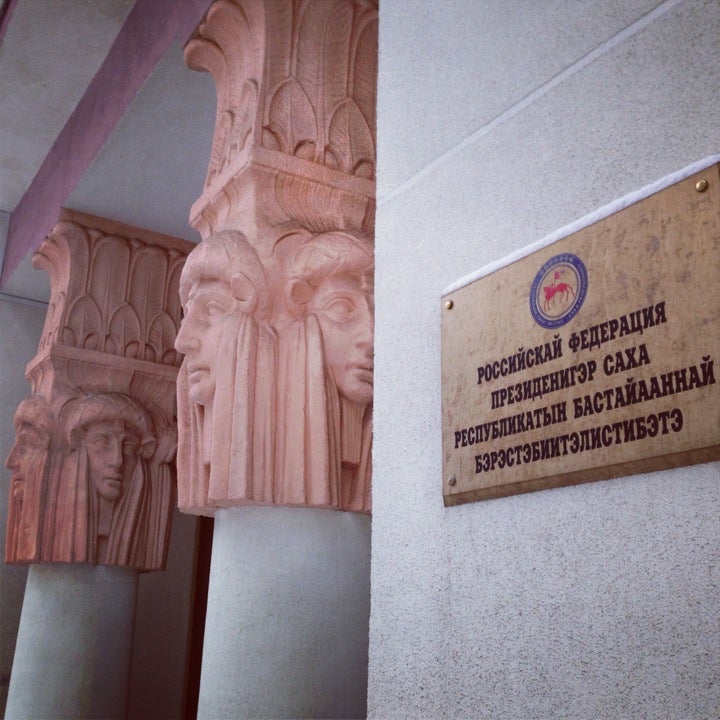 РОССИЙСКАЙ ФЕДЕРАЦИЯ
ПРЕЗИДЕНИГЭР САХА
РЕСПУБЛИКАТЫН БАСТАЙААННАЙ
БЭРЭСТЭБИИТЭЛИСТИБЭТЭ